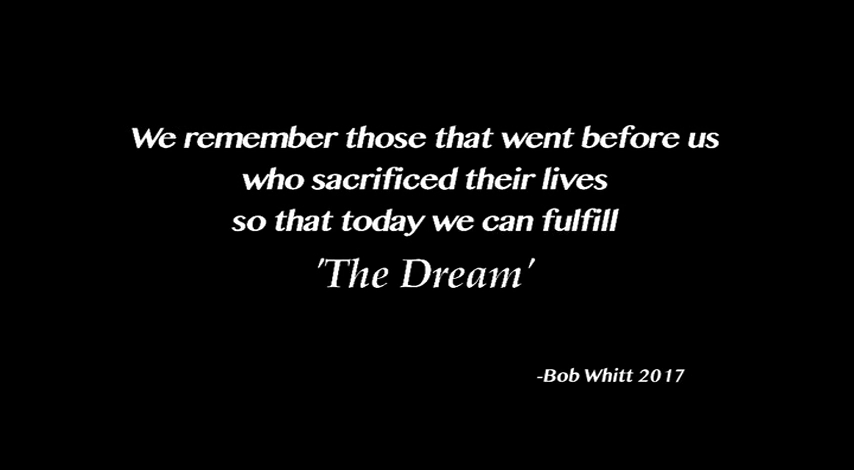 We remember those that went before us
who sacrificed their lives
so that today we can fulfill
'The Dream'
-Bob Whitt 2017